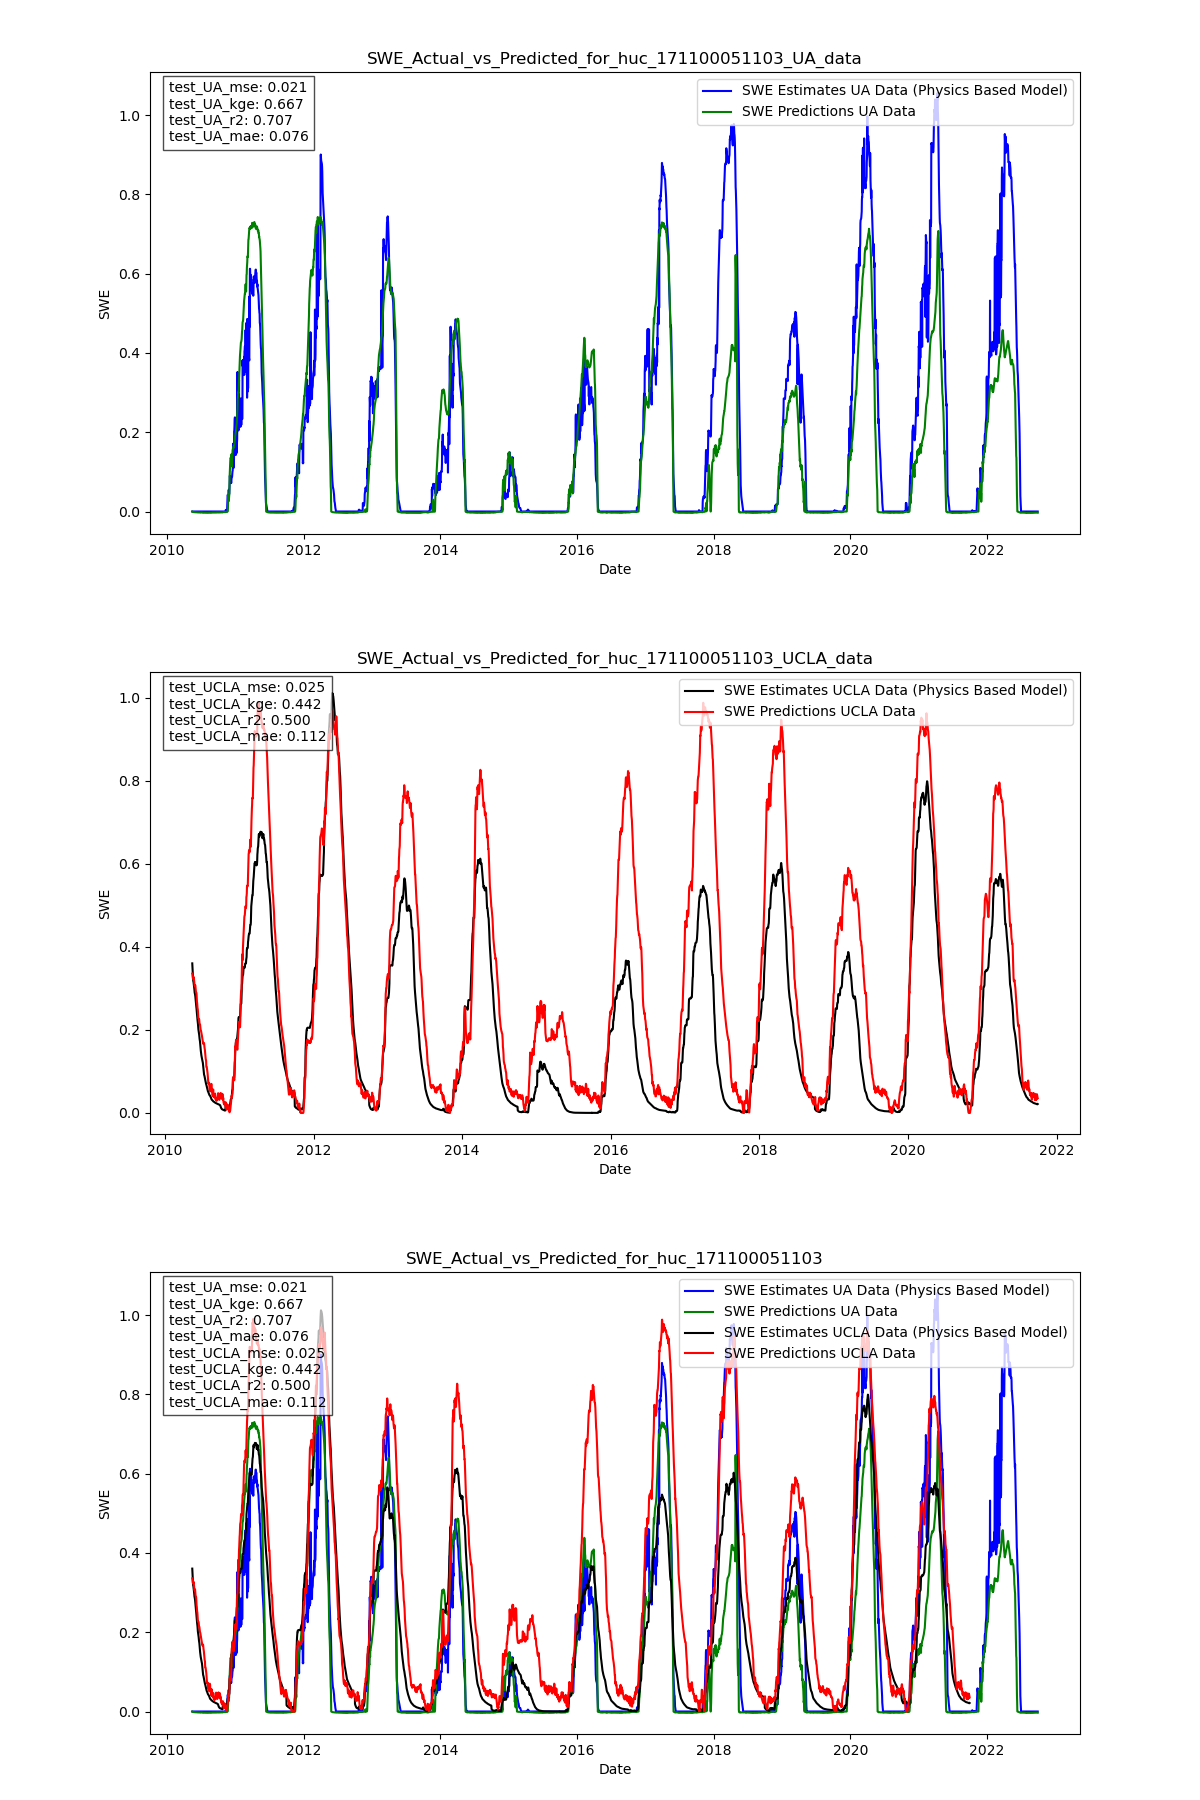 SWE_Actual_vs_Predicted_for_huc_171100051103_UA_data
test_UA_mse: 0.021
test_UA_kge: 0.667
test_UA_r2: 0.707
test_UA_mae: 0.076
SWE Estimates UA Data (Physics Based Model)
SWE Predictions UA Data
1.0
0.8
0.6
0.4
0.2
0.0
SWE
2010
2012
2014
2016
2018
2020
2022
Date
SWE_Actual_vs_Predicted_for_huc_171100051103_UCLA_data
test_UCLA_mse: 0.025
test_UCLA_kge: 0.442
test_UCLA_r2: 0.500
test_UCLA_mae: 0.112
SWE Estimates UCLA Data (Physics Based Model)
SWE Predictions UCLA Data
1.0
0.8
0.6
0.4
0.2
0.0
SWE
2010
2012
2014
2016
2018
2020
2022
Date
SWE_Actual_vs_Predicted_for_huc_171100051103
test_UA_mse: 0.021
test_UA_kge: 0.667
test_UA_r2: 0.707
test_UA_mae: 0.076
test_UCLA_mse: 0.025
test_UCLA_kge: 0.442
test_UCLA_r2: 0.500
test_UCLA_mae: 0.112
SWE Estimates UA Data (Physics Based Model)
SWE Predictions UA Data
SWE Estimates UCLA Data (Physics Based Model)
SWE Predictions UCLA Data
1.0
0.8
0.6
0.4
0.2
0.0
SWE
2010
2012
2014
2016
2018
2020
2022
Date